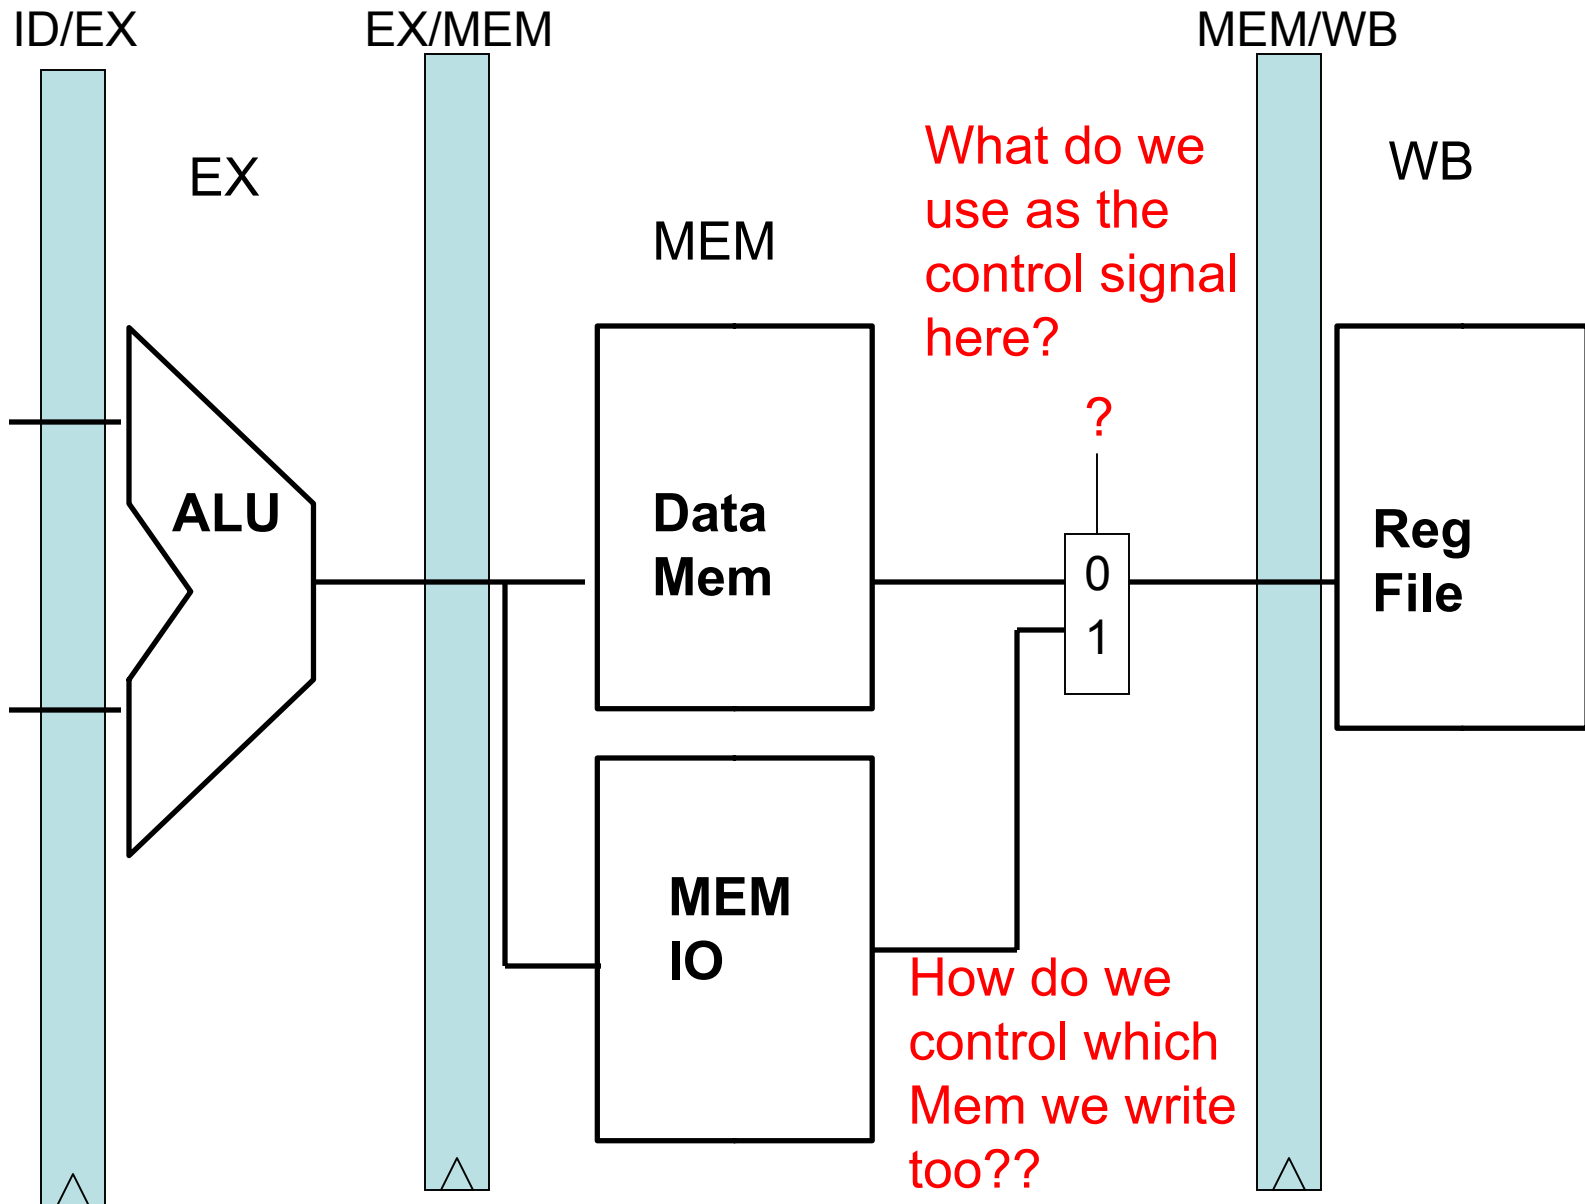 ID/EX
EX/MEM
MEM/WB
EX
MEM
What do we
use as the
control signal
here?
WB
?
ALU
Data
Mem
0
1
Reg
File
MEM
IO
How do we
control which
Mem we write
too??